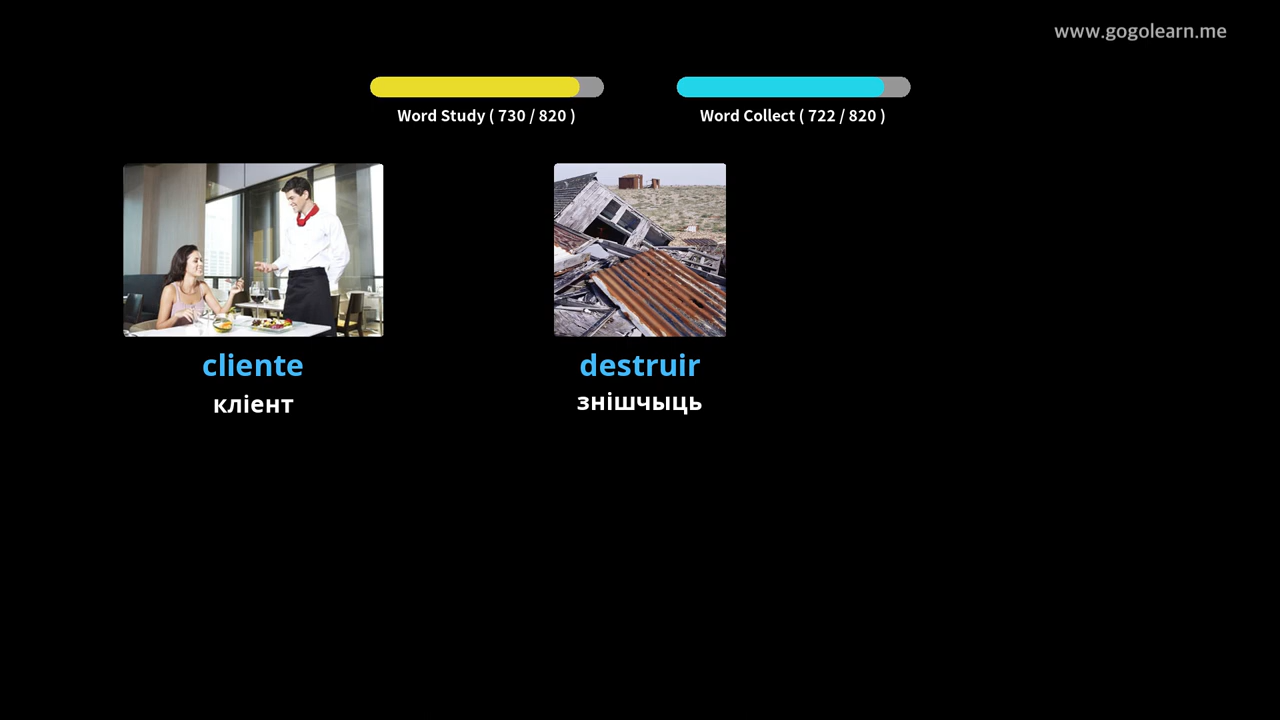 www.gogolearn.me
Word Study ( 730 / 820 )
Word Collect ( 722 / 820 )
cliente
кліент
destruir
знішчыць